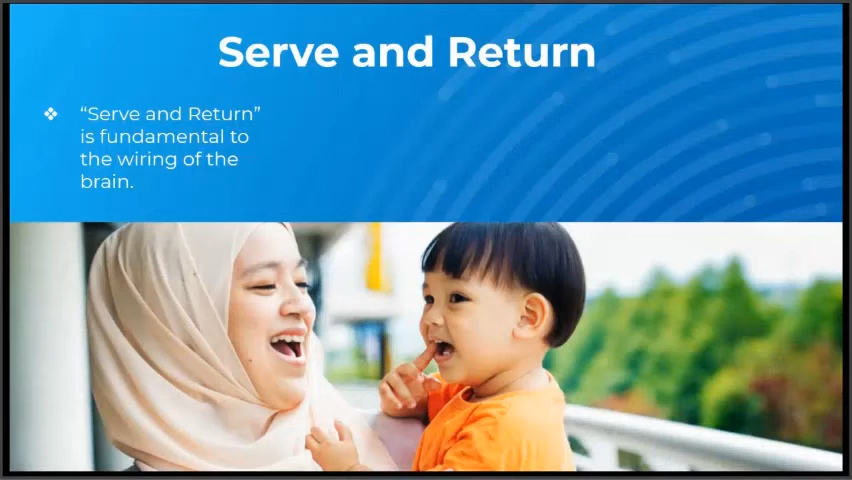 Serve and Return
❖ “Serve and Return”
is fundamental to
the wiring of the
brain.